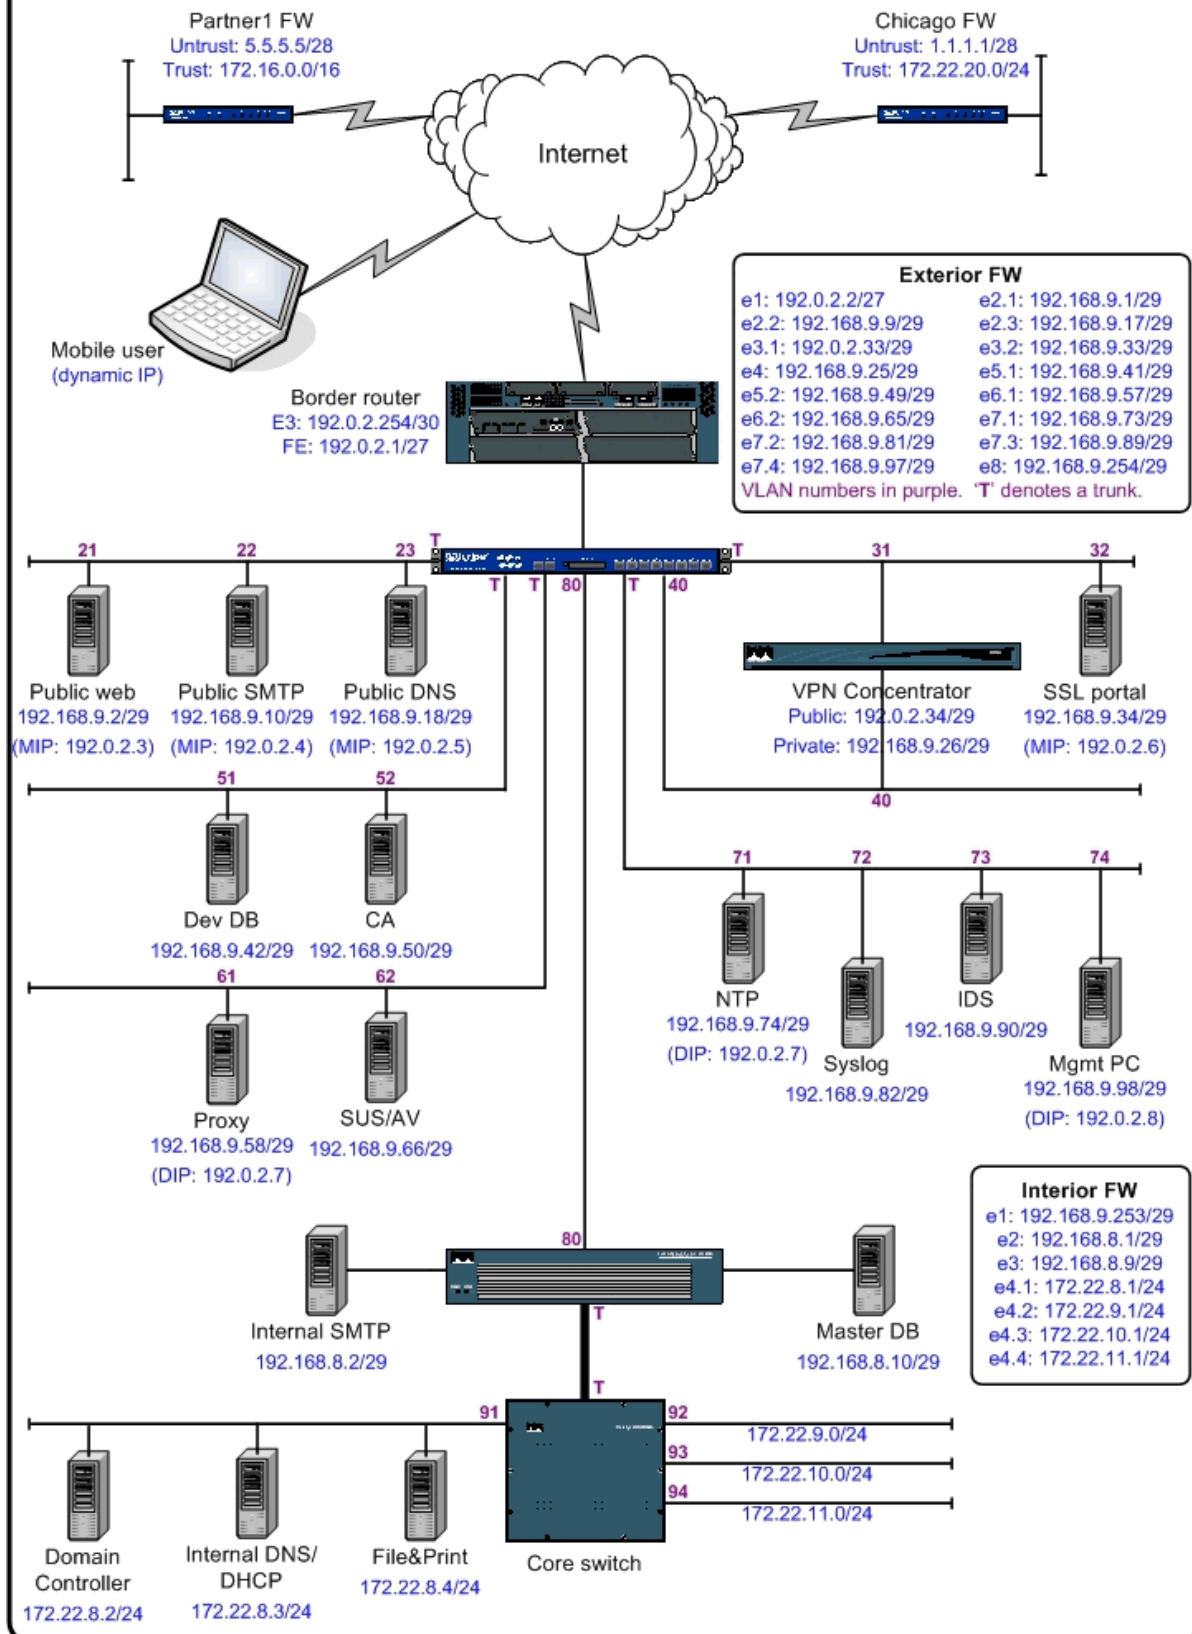 Partner1 FW
Untrust: 5.5.5.5/28
Trust: 172.16.0.0/16
Chicago FW
Untrust: 1.1.1.1/28
Trust: 172.22.20.0/24
Internet
Mobile user
(dynamic IP)
Border router
E3: 192.0.2.254/30
FE: 192.0.2.1/27
Exterior FW
e1: 192.0.2.2/27 e2.1: 192.168.9.1/29
e2.2: 192.168.9.9/29 e2.3: 192.168.9.17/29
e3.1: 192.0.2.33/29 e3.2: 192.168.9.33/29
e4: 192.168.9.25/29 e5.1: 192.168.9.41/29
e5.2: 192.168.9.49/29 e6.1: 192.168.9.57/29
e6.2: 192.168.9.65/29 e7.1: 192.168.9.73/29
e7.2: 192.168.9.81/29 e7.3: 192.168.9.89/29
e7.4: 192.168.9.97/29 e8: 192.168.9.254/29
VLAN numbers in purple. 'T' denotes a trunk.
21 22 23 T T 31 32
T T 80 T 40
Public web
192.168.9.2/29
(MIP: 192.0.2.3)
Public SMTP
192.168.9.10/29
(MIP: 192.0.2.4)
Public DNS
192.168.9.18/29
(MIP: 192.0.2.5)
VPN Concentrator
Public: 192.0.2.34/29
Private: 192.168.9.26/29
SSL portal
192.168.9.34/29
(MIP: 192.0.2.6)
51 52
40
Dev DB
192.168.9.42/29
CA
192.168.9.50/29
71 72 73 74
61 62
NTP
192.168.9.74/29
(DIP: 192.0.2.7)
Syslog
192.168.9.82/29
IDS
192.168.9.90/29
Mgmt PC
192.168.9.98/29
(DIP: 192.0.2.8)
Proxy
192.168.9.58/29
(DIP: 192.0.2.7)
SUS/AV
192.168.9.66/29
Interior FW
e1: 192.168.9.253/29
e2: 192.168.8.1/29
e3: 192.168.8.9/29
e4.1: 172.22.8.1/24
e4.2: 172.22.9.1/24
e4.3: 172.22.10.1/24
e4.4: 172.22.11.1/24
80
T
Internal SMTP
192.168.8.2/29
Master DB
192.168.8.10/29
T
91 92
172.22.9.0/24
93
172.22.10.0/24
94
172.22.11.0/24
Core switch
Domain
Controller
172.22.8.2/24
Internal DNS/
DHCP
172.22.8.3/24
File&Print
172.22.8.4/24